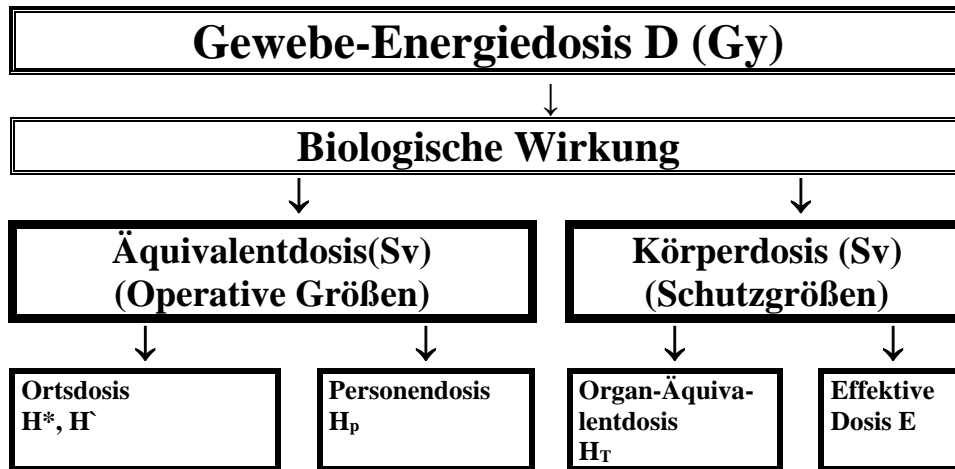 Gewebe-Energiedosis D (Gy)
↓
Biologische Wirkung
↓ ↓
Äquivalentdosis(Sv)
(Operative Größen)
Körperdosis (Sv)
(Schutzgrößen)
↓ ↓ ↓ ↓
Ortsdosis
H*, H`
Personendosis
Hₚ
Organ-Äquiva-
lentdosis
H_T
Effektive
Dosis E